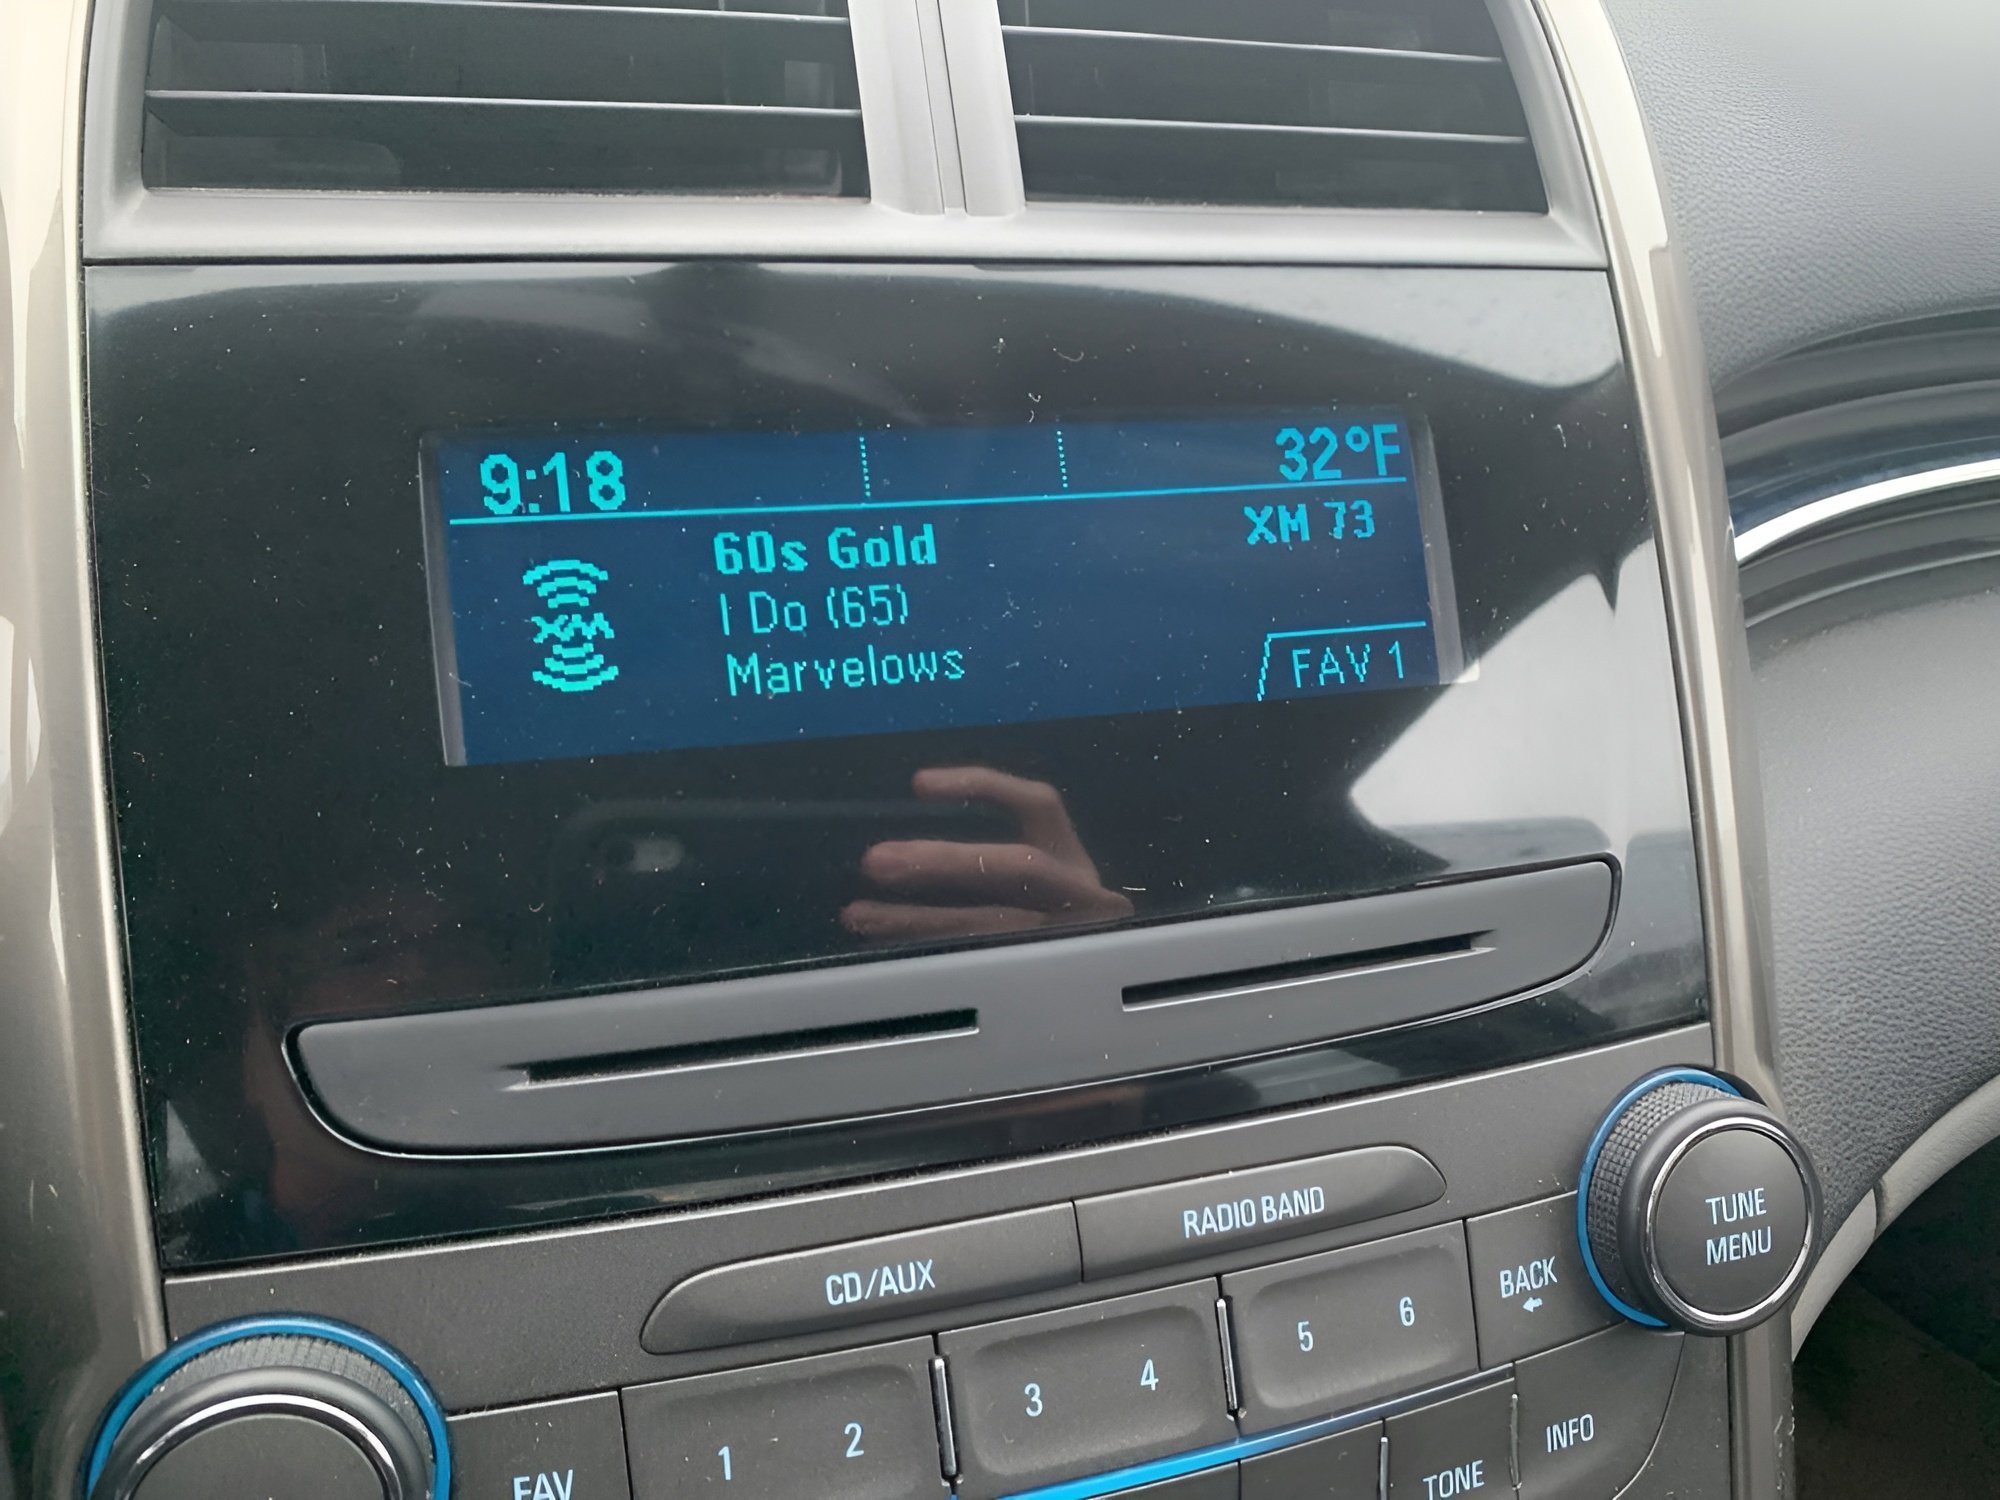 9:18 32°F
60s Gold XM 73
XM
I Do (65)
Marvelows
FAV 1
RADIO BAND
CD/AUX
TUNE
MENU
BACK
1 2 3 4 5 6
FAV
TONE
INFO